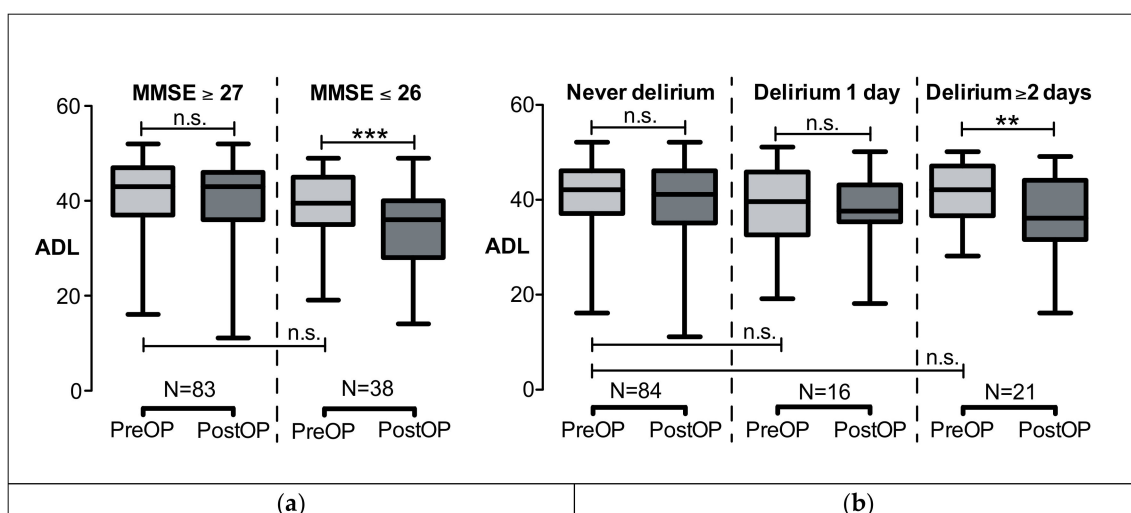 MMSE ≥ 27
MMSE ≤ 26
60
n.s.
***
40
ADL
20
n.s.
0
N=83
N=38
PreOP PostOP PreOP PostOP
(a)
Never delirium
Delirium 1 day
Delirium ≥2 days
60
n.s.
n.s.
**
40
ADL
20
n.s.
n.s.
0
N=84
N=16
N=21
PreOP PostOP PreOP PostOP PreOP PostOP
(b)